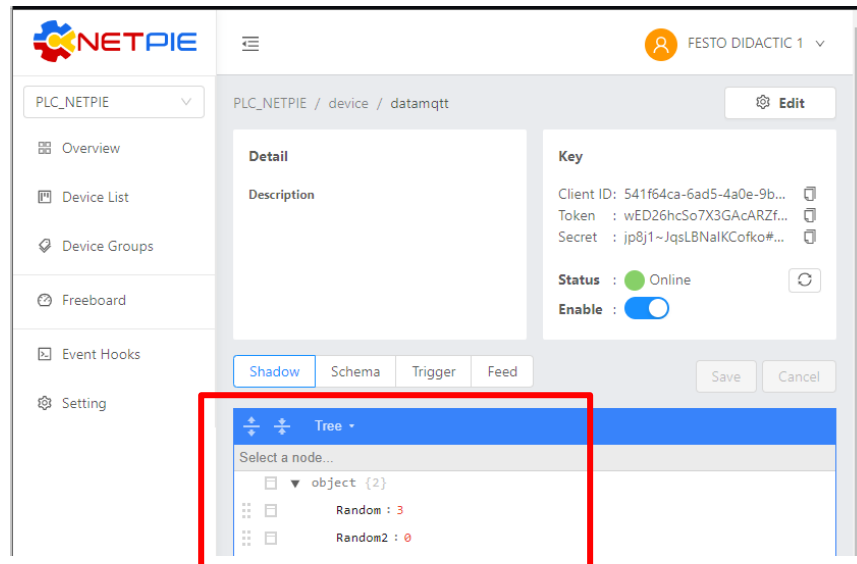 NETPIE
FESTO DIDACTIC 1
PLC_NETPIE
PLC_NETPIE / device / datamqtt
Edit
Overview
Device List
Device Groups
Freeboard
Event Hooks
Setting
Detail
Description
Key
Client ID: 541f64ca-6ad5-4a0e-9b...
Token : wED26hcSo7X3GAcARZf...
Secret : jp8j1~JqsLBNalKCofko#...
Status : Online
Enable :
Shadow Schema Trigger Feed
Save Cancel
Tree
Select a node...
object {2}
Random : 3
Random2 : 0